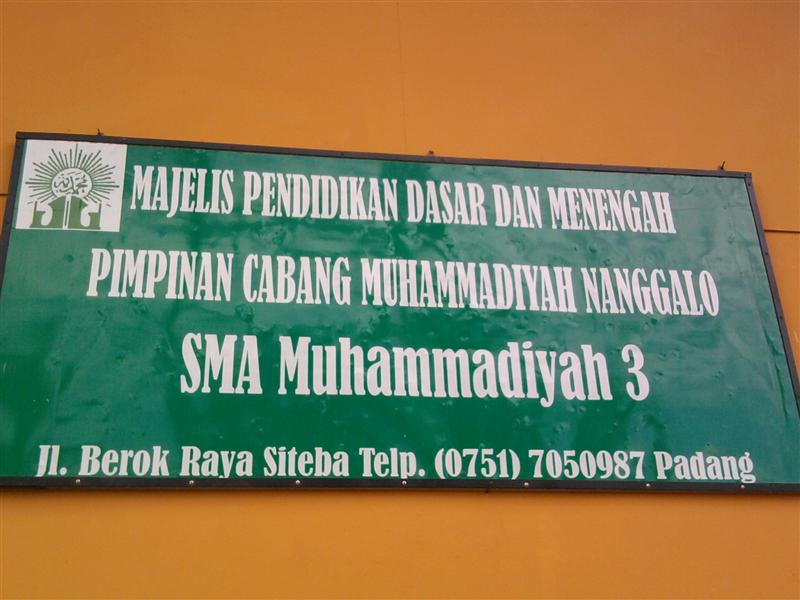 MAJELIS PENDIDIKAN DASAR DAN MENENGAH
PIMPINAN CABANG MUHAMMADIYAH NANGGALO
SMA Muhammadiyah 3
Jl. Berok Raya Siteba Telp. (0751) 7050987 Padang